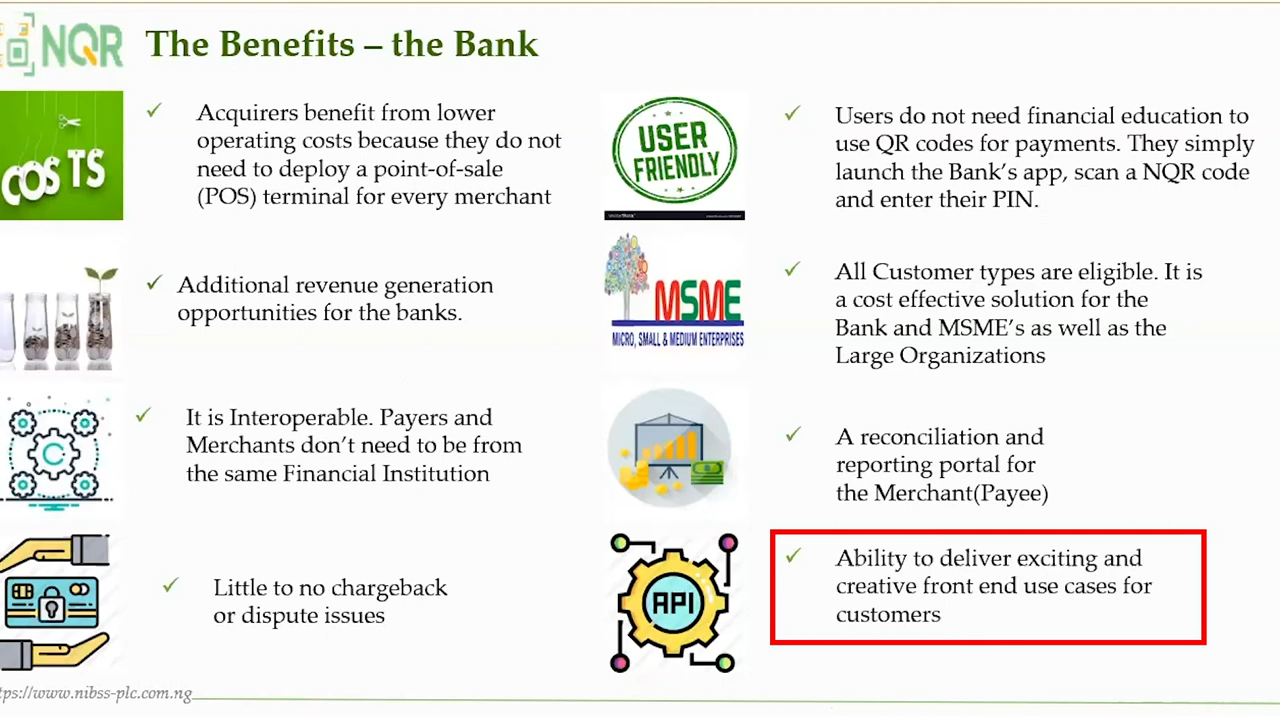 NQR
The Benefits – the Bank
COSTS
Acquirers benefit from lower
operating costs because they do not
need to deploy a point-of-sale
(POS) terminal for every merchant
Additional revenue generation
opportunities for the banks.
It is Interoperable. Payers and
Merchants don't need to be from
the same Financial Institution
Little to no chargeback
or dispute issues
USER
FRIENDLY
Users do not need financial education to
use QR codes for payments. They simply
launch the Bank's app, scan a NQR code
and enter their PIN.
MSME
MICRO, SMALL & MEDIUM ENTERPRISES
All Customer types are eligible. It is
a cost effective solution for the
Bank and MSME's as well as the
Large Organizations
A reconciliation and
reporting portal for
the Merchant(Payee)
API
Ability to deliver exciting and
creative front end use cases for
customers
tps://www.nibss-plc.com.ng